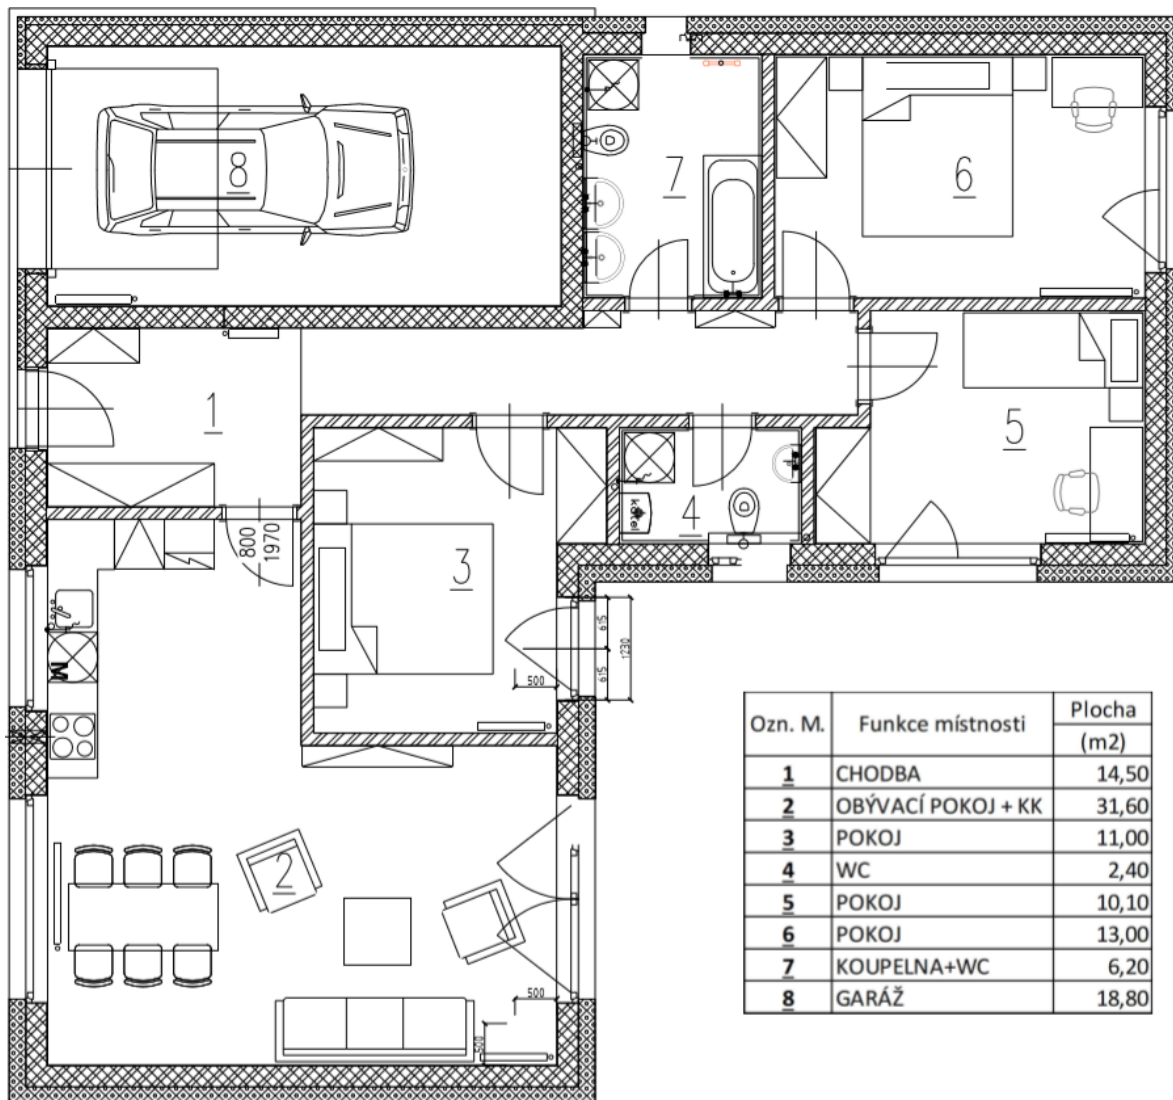 8
7
6
1
5
4
kotel
800
1970
3
615
1230
615
500
M
2
500
500
Ozn. M. Funkce místnosti Plocha
(m2)
1 CHODBA 14,50
2 OBÝVACÍ POKOJ + KK 31,60
3 POKOJ 11,00
4 WC 2,40
5 POKOJ 10,10
6 POKOJ 13,00
7 KOUPELNA+WC 6,20
8 GARÁŽ 18,80